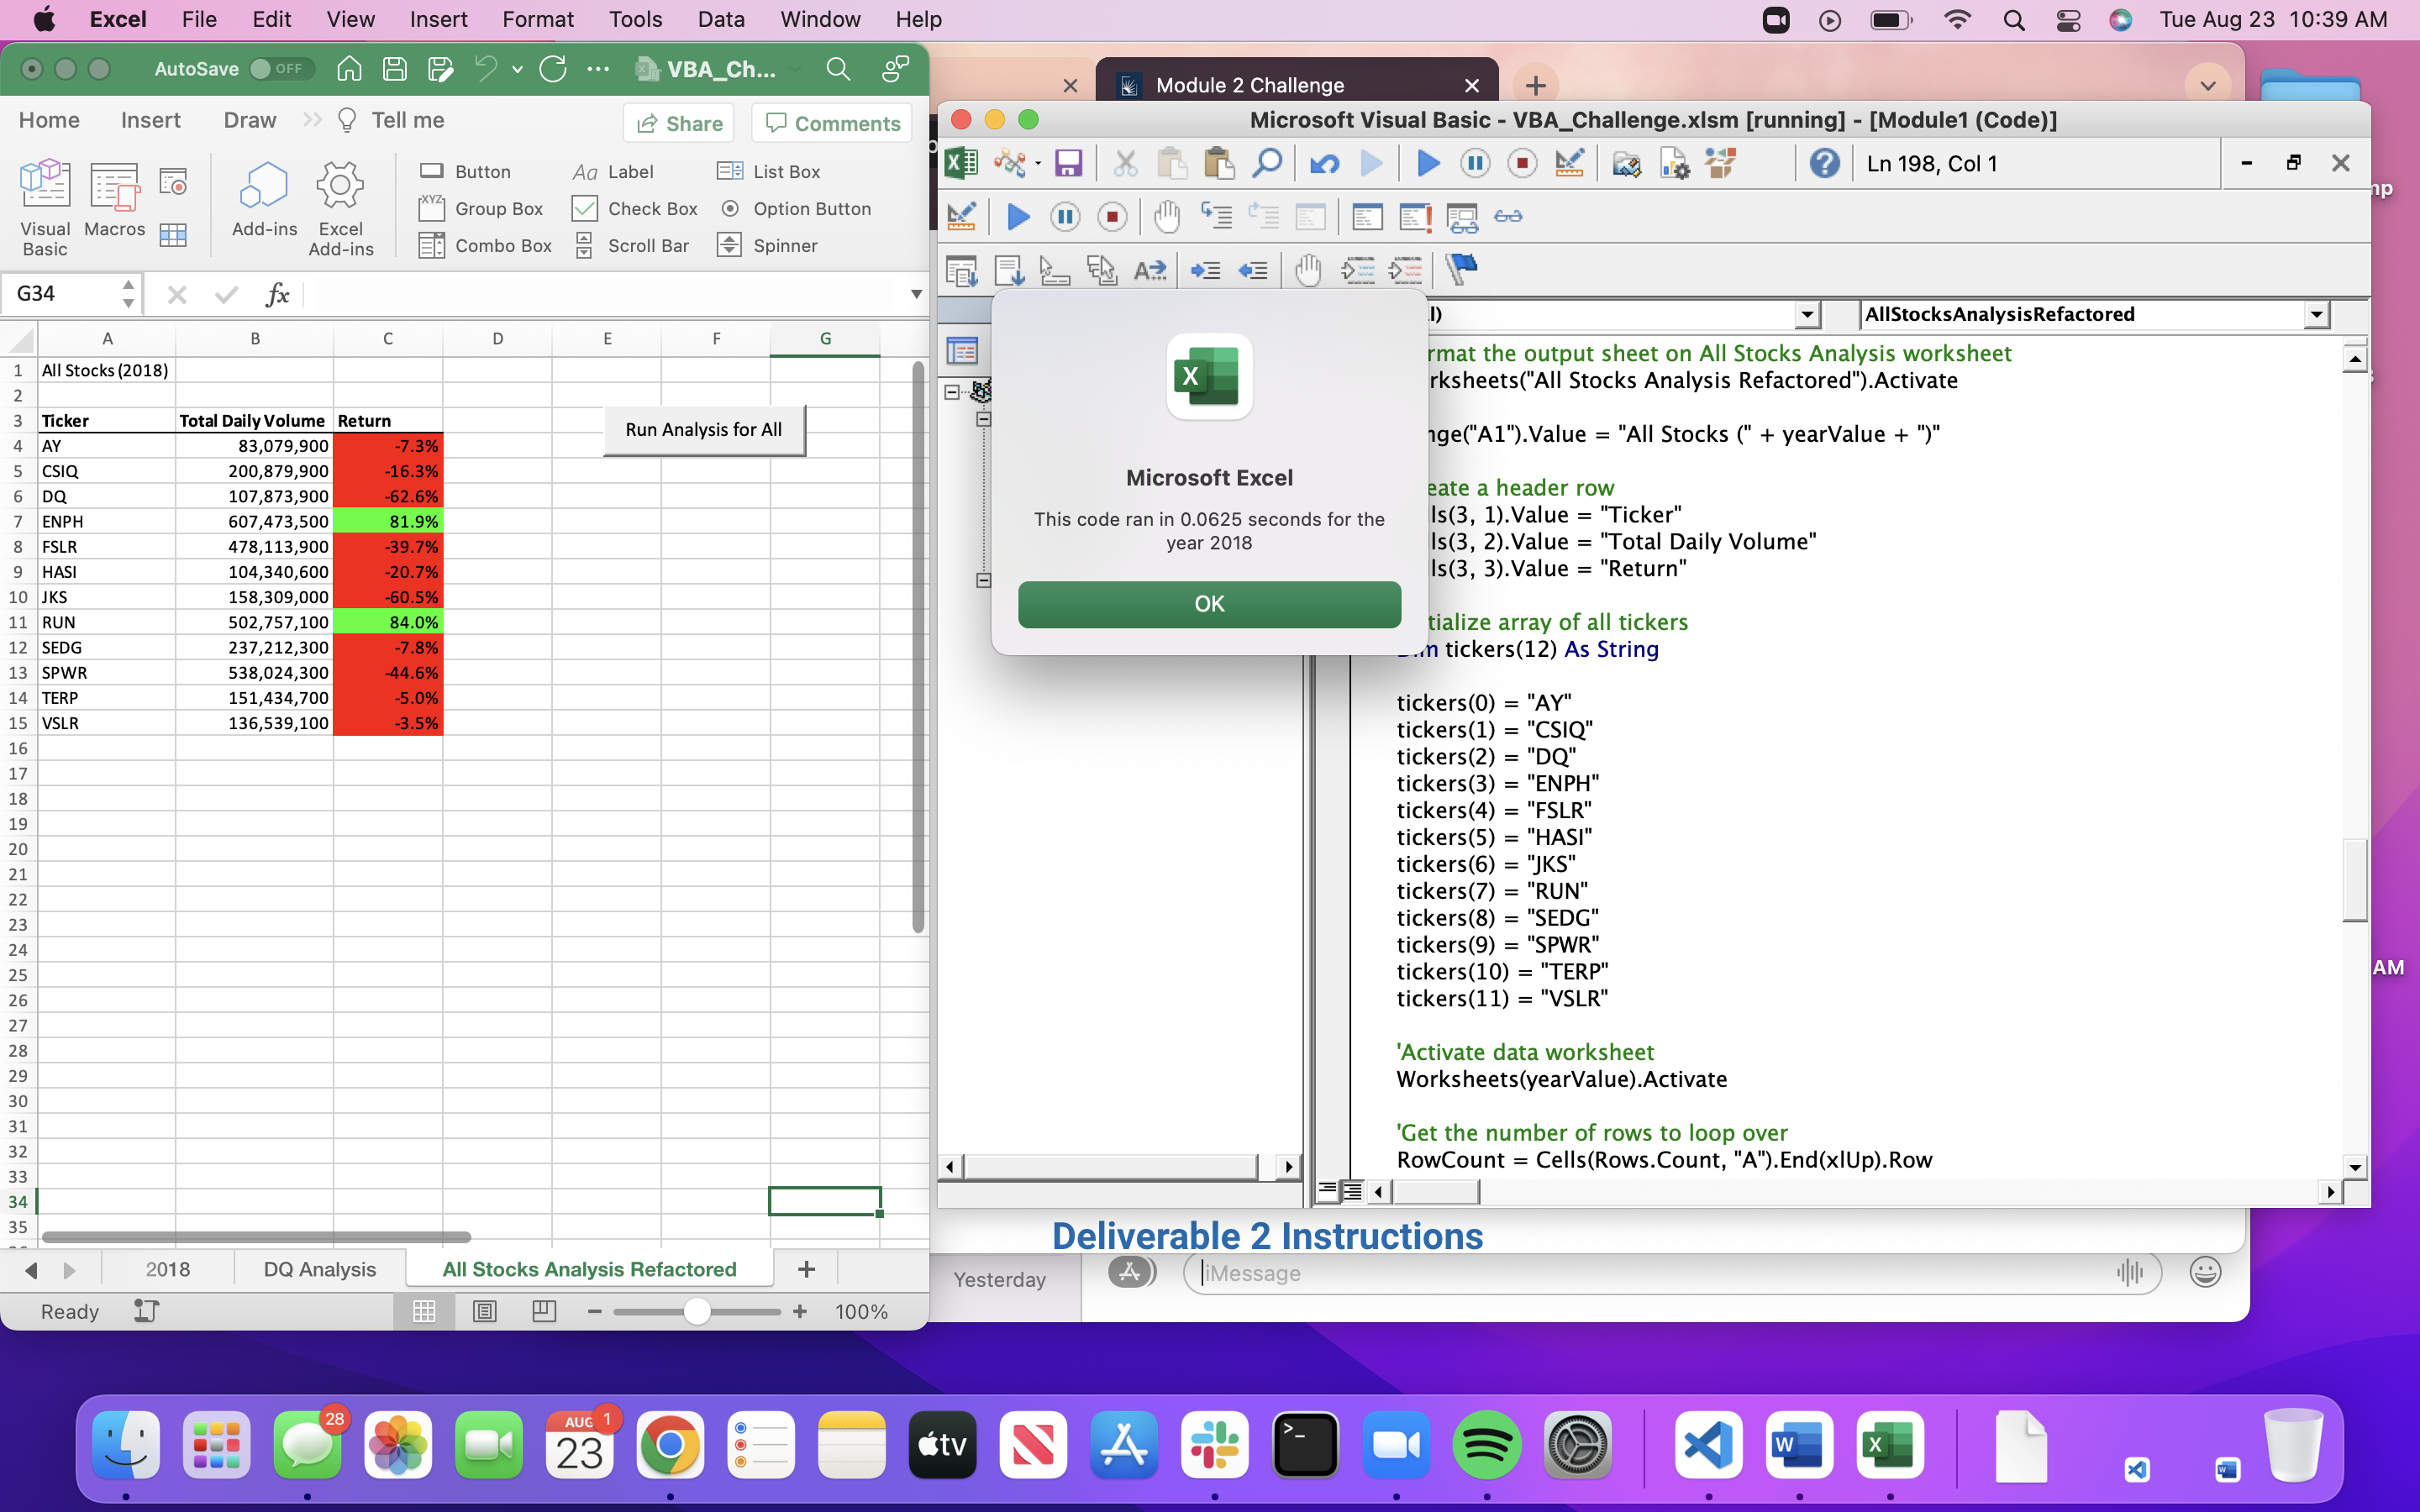 Excel File Edit View Insert Format Tools Data Window Help Tue Aug 23 10:39 AM
AutoSave OFF VBA_Ch...
Module 2 Challenge
Home Insert Draw Tell me Share Comments
Visual Basic
Macros
Add-ins
Excel Add-ins
Button
Group Box
Combo Box
Label
Check Box
Scroll Bar
List Box
Option Button
Spinner
XYZ
Aa
G34
fx
A B C D E F G
1 All Stocks (2018)
2
3 Ticker Total Daily Volume Return
4 AY 83,079,900 -7.3%
5 CSIQ 200,879,900 -16.3%
6 DQ 107,873,900 -62.6%
7 ENPH 607,473,500 81.9%
8 FSLR 478,113,900 -39.7%
9 HASI 104,340,600 -20.7%
10 JKS 158,309,000 -60.5%
11 RUN 502,757,100 84.0%
12 SEDG 237,212,300 -7.8%
13 SPWR 538,024,300 -44.6%
14 TERP 151,434,700 -5.0%
15 VSLR 136,539,100 -3.5%
16
17
18
19
20
21
22
23
24
25
26
27
28
29
30
31
32
33
34
35
Run Analysis for All
2018 DQ Analysis All Stocks Analysis Refactored +
Ready 100%
Microsoft Visual Basic - VBA_Challenge.xlsm [running] - [Module1 (Code)]
Ln 198, Col 1
l)
AllStocksAnalysisRefactored
Microsoft Excel
This code ran in 0.0625 seconds for the
year 2018
OK
rmat the output sheet on All Stocks Analysis worksheet
rksheets("All Stocks Analysis Refactored").Activate
nge("A1").Value = "All Stocks (" + yearValue + ")"
eate a header row
ls(3, 1).Value = "Ticker"
ls(3, 2).Value = "Total Daily Volume"
ls(3, 3).Value = "Return"
tialize array of all tickers
Dim tickers(12) As String
tickers(0) = "AY"
tickers(1) = "CSIQ"
tickers(2) = "DQ"
tickers(3) = "ENPH"
tickers(4) = "FSLR"
tickers(5) = "HASI"
tickers(6) = "JKS"
tickers(7) = "RUN"
tickers(8) = "SEDG"
tickers(9) = "SPWR"
tickers(10) = "TERP"
tickers(11) = "VSLR"
'Activate data worksheet
Worksheets(yearValue).Activate
'Get the number of rows to loop over
RowCount = Cells(Rows.Count, "A").End(xlUp).Row
Deliverable 2 Instructions
Yesterday
iMessage
mp
AM
28
AUG 1
23
tv